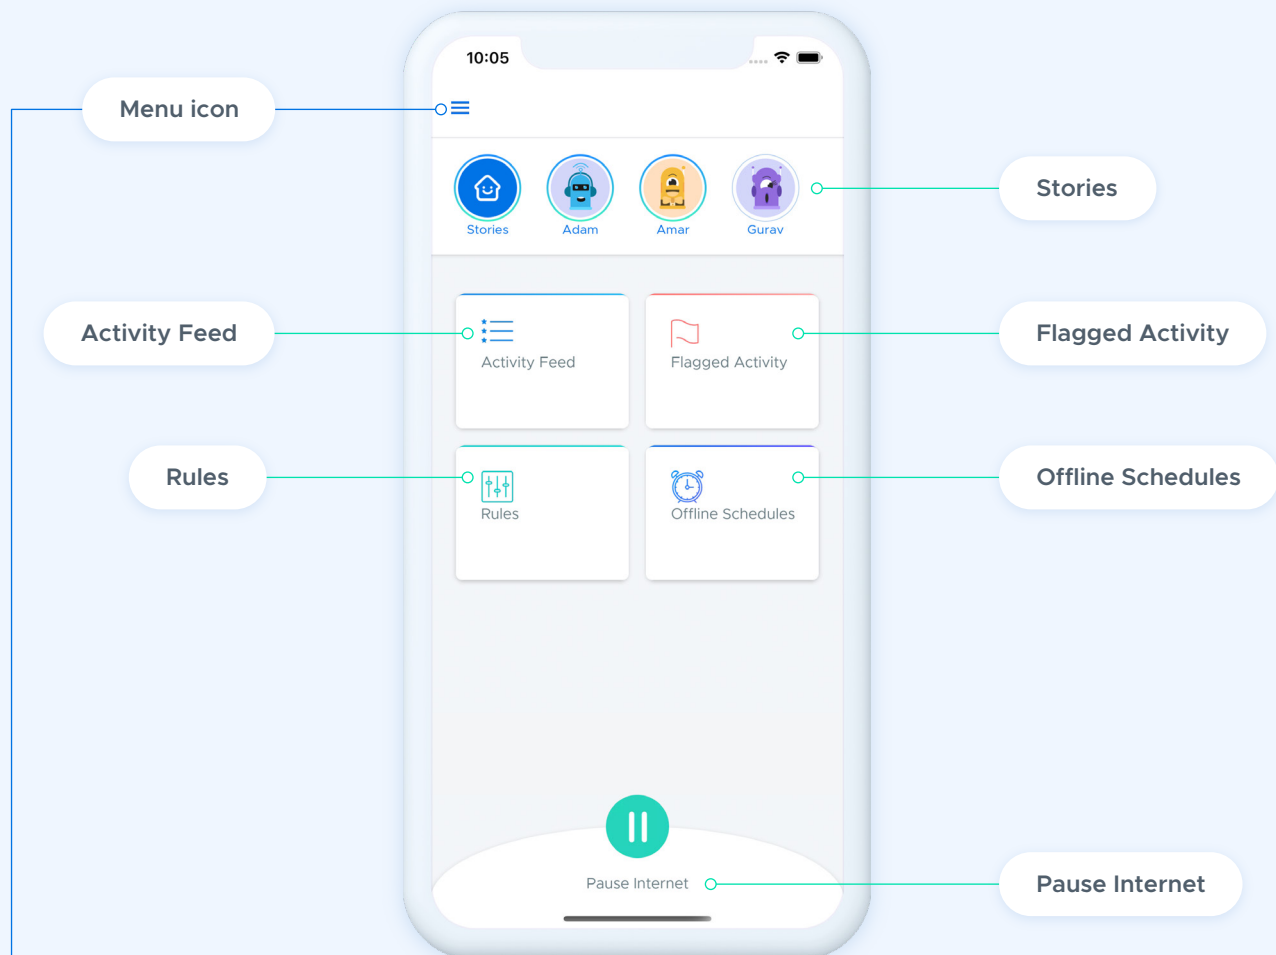 10:05
Menu icon
Stories
Stories
Adam
Amar
Gurav
Activity Feed
Activity Feed
Flagged Activity
Flagged Activity
Rules
Rules
Offline Schedules
Offline Schedules
Pause Internet
Pause Internet